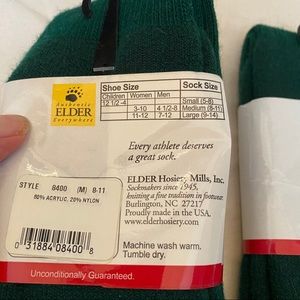 Authentic
ELDER
Everywhere
Shoe Size Sock Size
Children Women Men
12 1/2-4 Small (5-8)
3-10 4 1/2-8 Medium (8-11)
11-12 7-12 Large (9-14)
Every athlete deserves
a great sock.
ELDER Hosiery Mills, Inc.
Sockmakers since 1945,
knitting a fine tradition in footwear
Burlington, NC 27217
Proudly made in the USA.
www.elderhosiery.com
STYLE 8400 (M) 8-11
80% ACRYLIC, 20% NYLON
0 31884 08400 8
Machine wash warm.
Tumble dry.
Unconditionally Guaranteed.